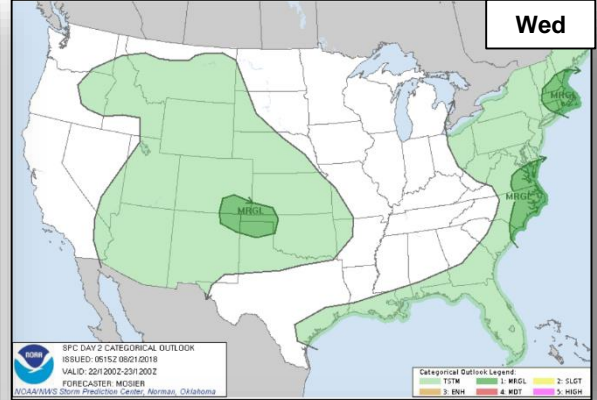 Wed
MRGL
MRGL
MRGL
SPC DAY 2 CATEGORICAL OUTLOOK
ISSUED: 0515Z 08/21/2018
VALID: 22/1200Z-23/1200Z
FORECASTER: MOSIER
NOAA/NWS Storm Prediction Center, Norman, Oklahoma
NOAA
Categorical Outlook Legend:
TSTM 1: MRGL 2: SLGT
3: ENH 4: MDT 5: HIGH